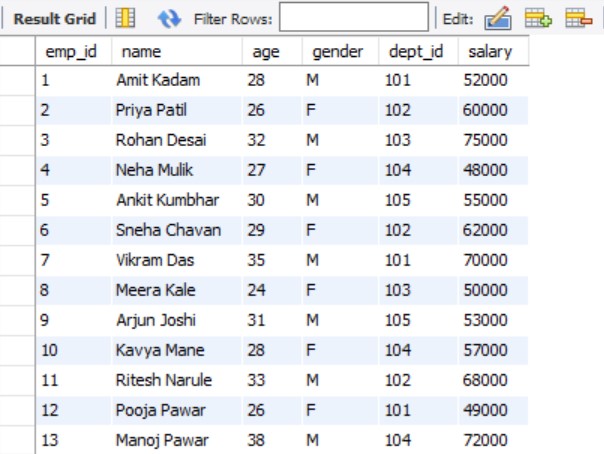 Result Grid Filter Rows: Edit:
emp_id name age gender dept_id salary
1 Amit Kadam 28 M 101 52000
2 Priya Patil 26 F 102 60000
3 Rohan Desai 32 M 103 75000
4 Neha Mulik 27 F 104 48000
5 Ankit Kumbhar 30 M 105 55000
6 Sneha Chavan 29 F 102 62000
7 Vikram Das 35 M 101 70000
8 Meera Kale 24 F 103 50000
9 Arjun Joshi 31 M 105 53000
10 Kavya Mane 28 F 104 57000
11 Ritesh Narule 33 M 102 68000
12 Pooja Pawar 26 F 101 49000
13 Manoj Pawar 38 M 104 72000